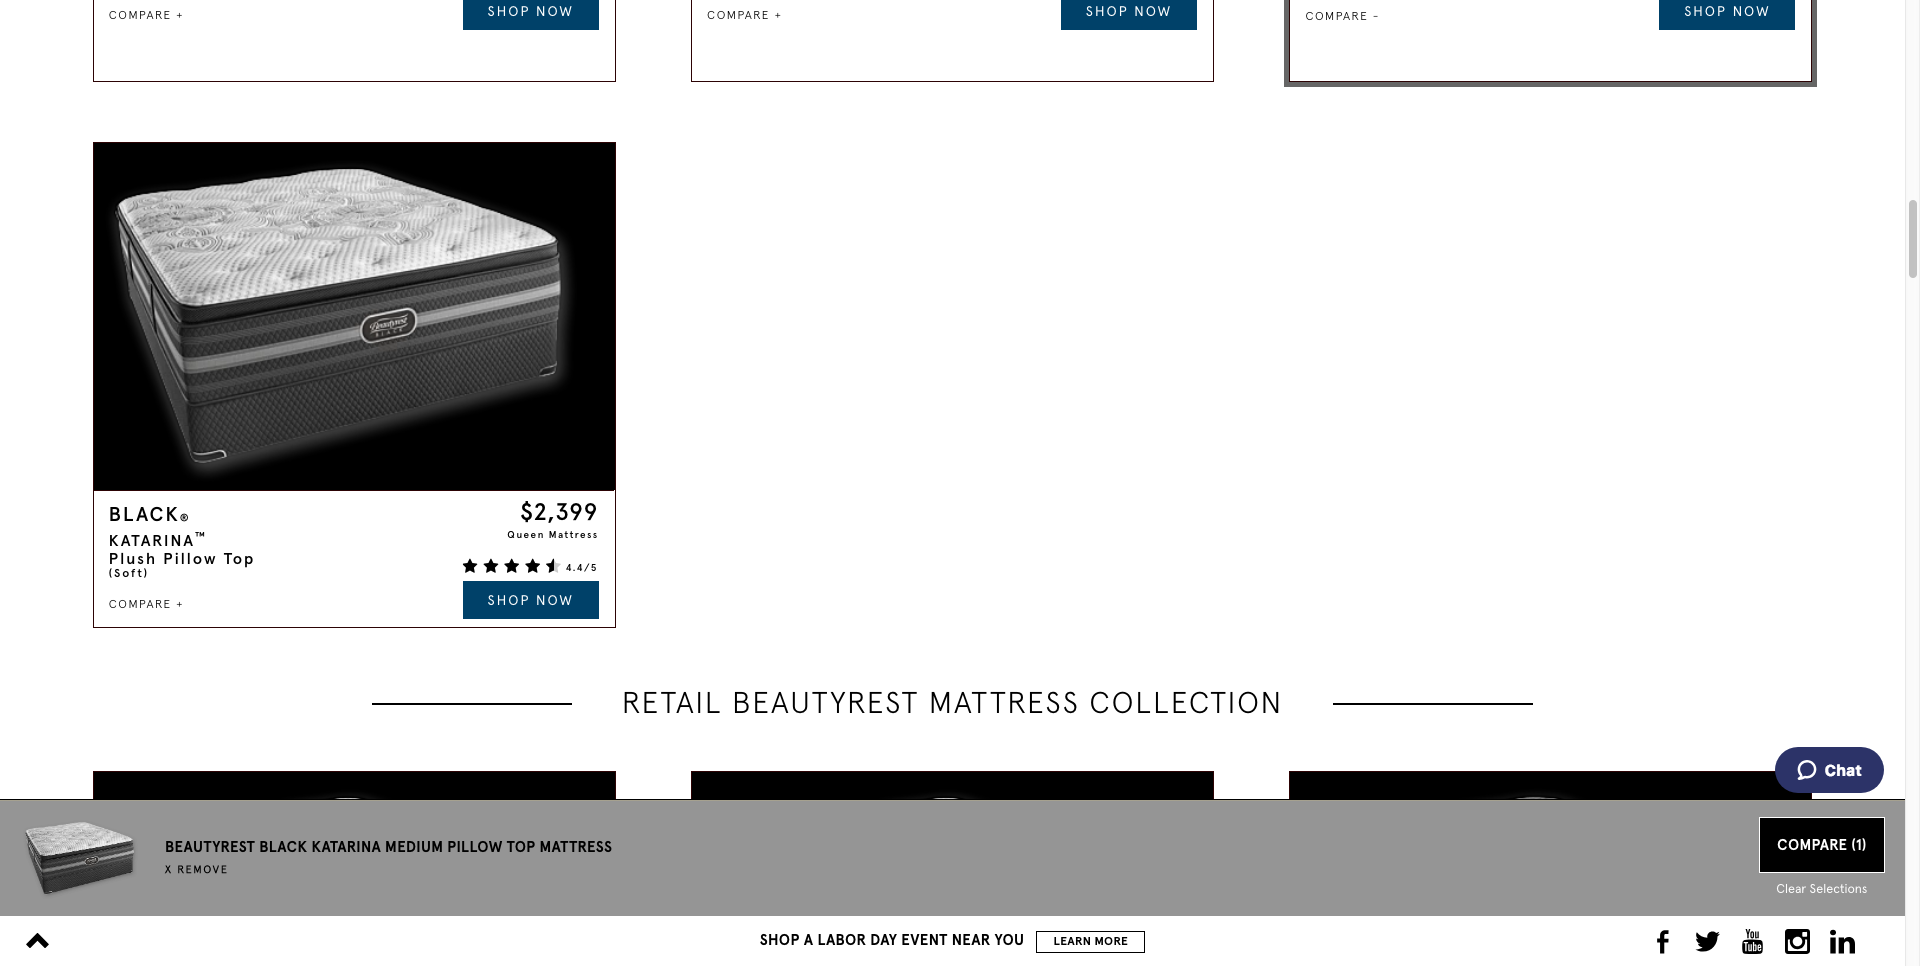 COMPARE +
SHOP NOW
COMPARE +
SHOP NOW
COMPARE -
SHOP NOW
Beautyrest
BLACK
BLACK®
$2,399
KATARINA™
Queen Mattress
Plush Pillow Top
(Soft)
4.4/5
COMPARE +
SHOP NOW
RETAIL BEAUTYREST MATTRESS COLLECTION
Chat
BEAUTYREST BLACK KATARINA MEDIUM PILLOW TOP MATTRESS
X REMOVE
COMPARE (1)
Clear Selections
SHOP A LABOR DAY EVENT NEAR YOU
LEARN MORE
You
Tube